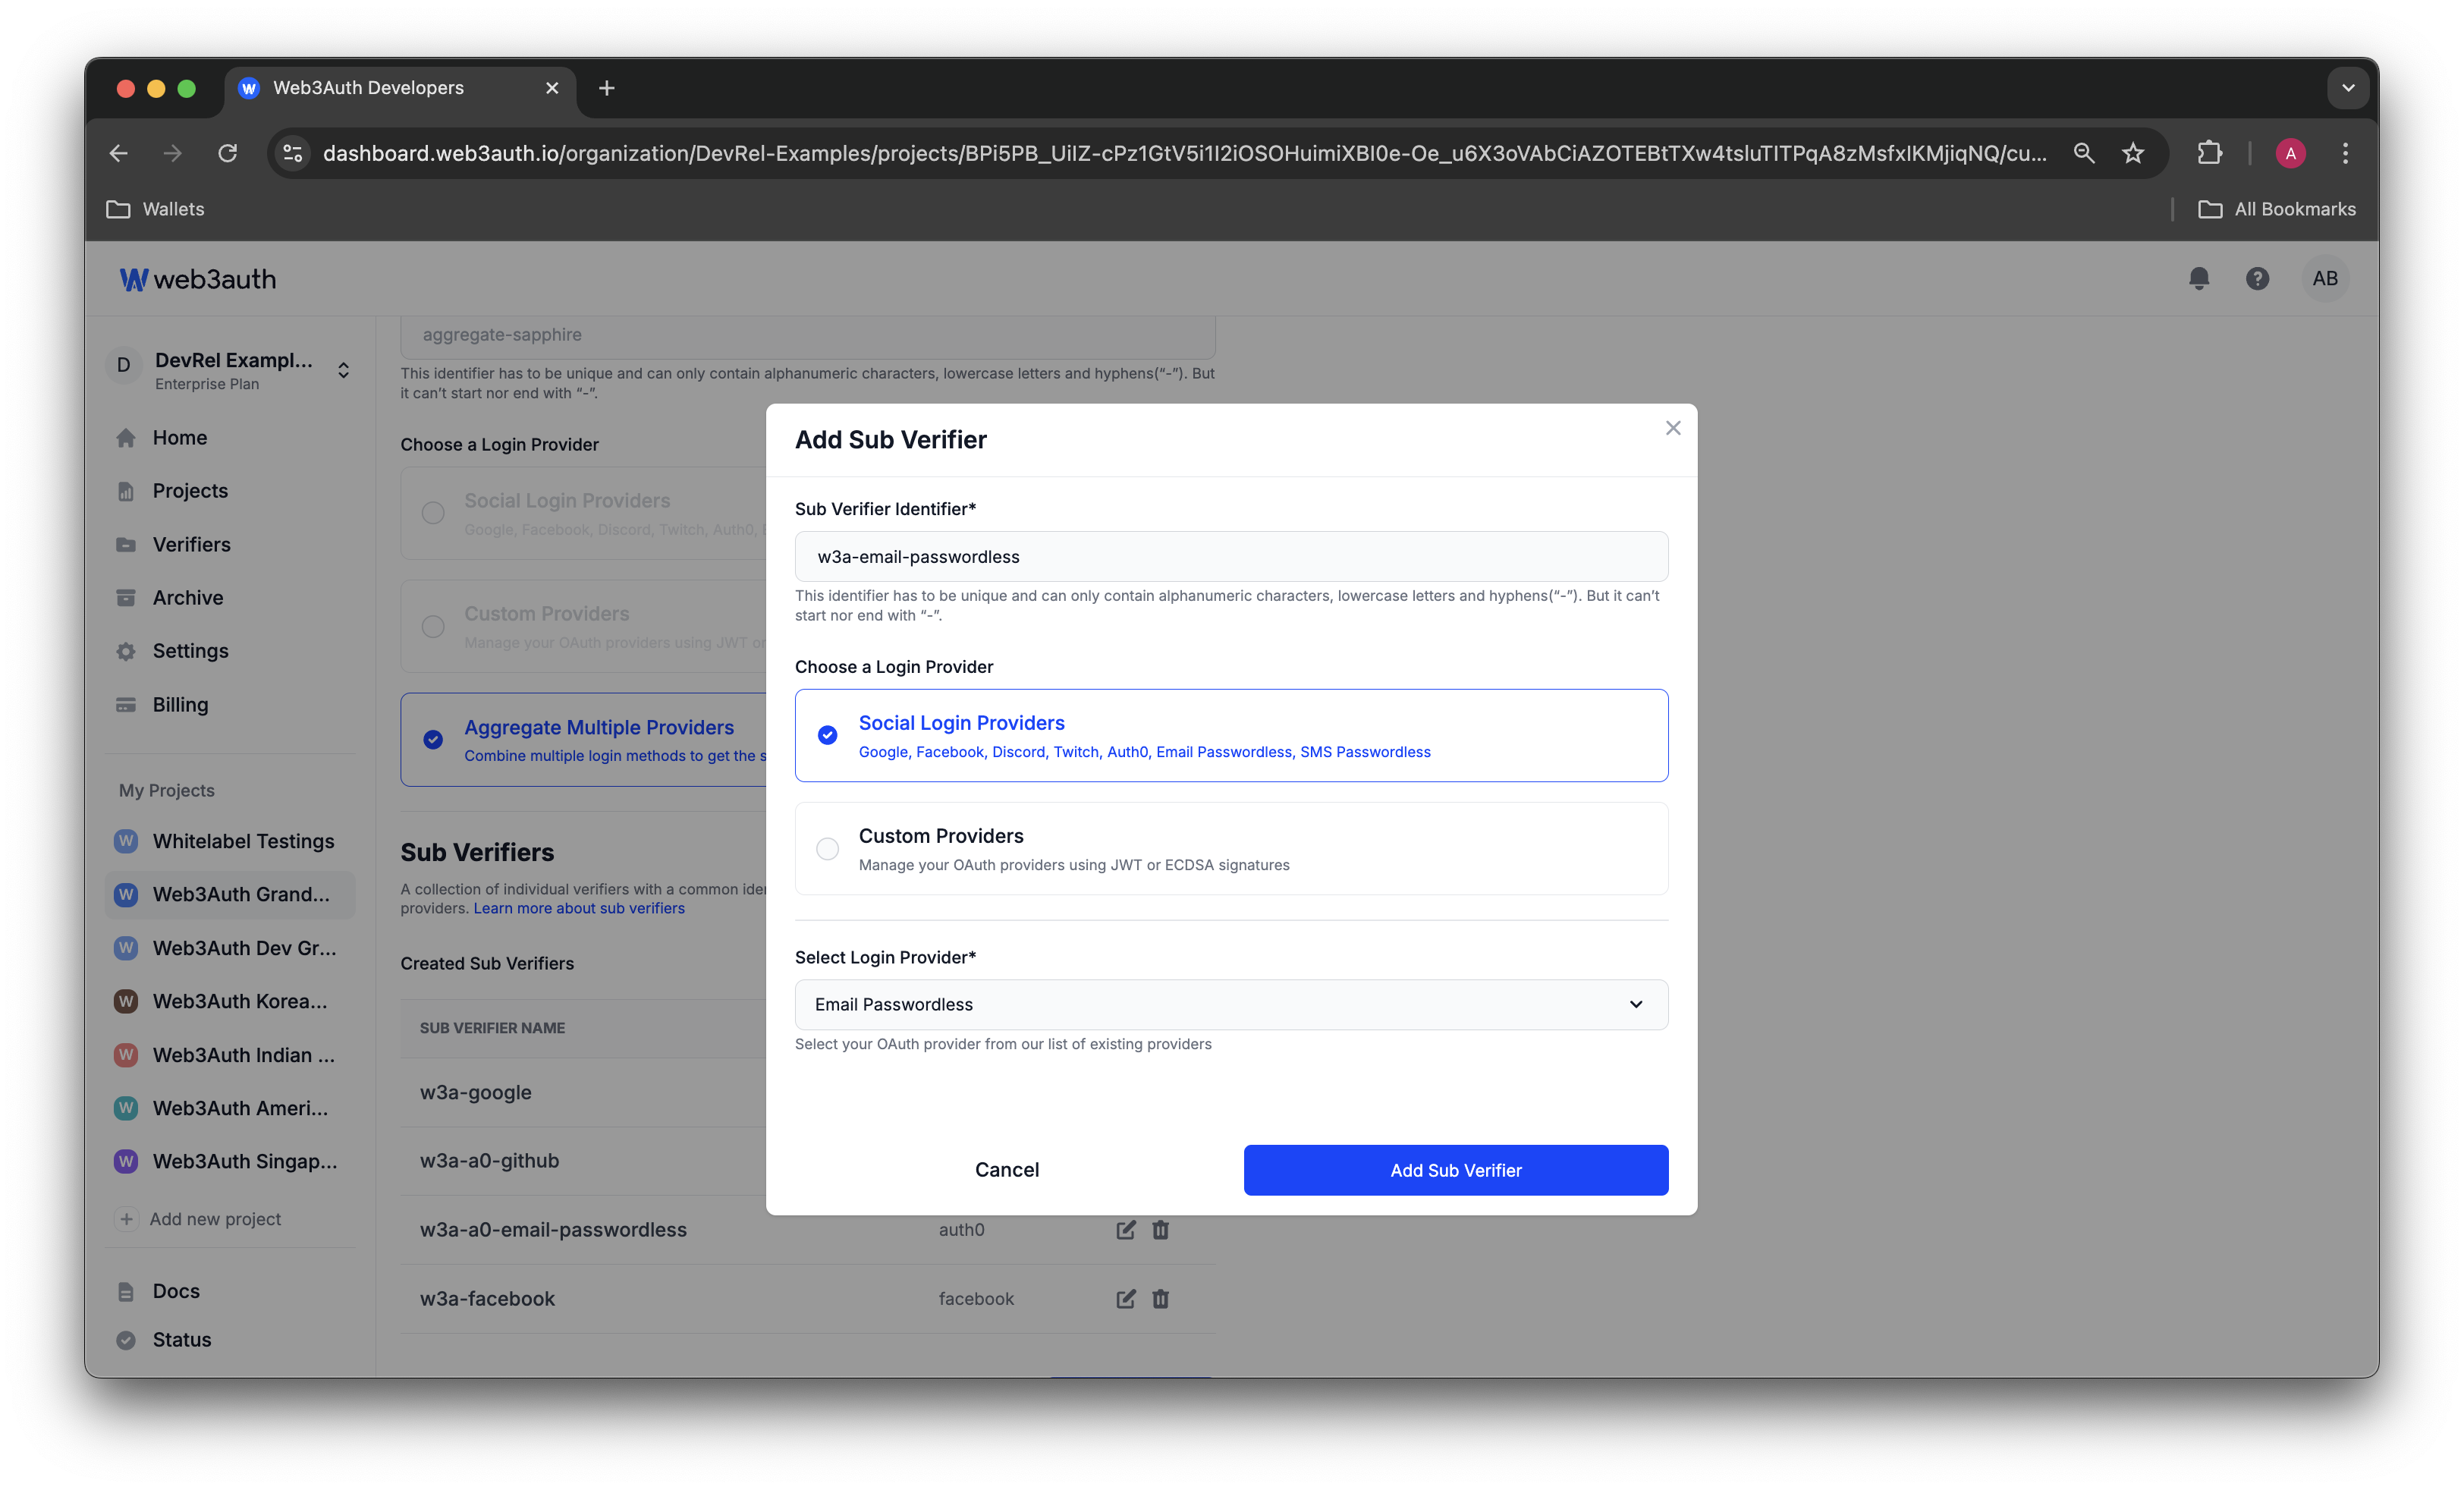 Web3Auth Developers
dashboard.web3auth.io/organization/DevRel-Examples/projects/BPi5PB_UiIZ-cPz1GtV5i1I2iOSOHuimiXBI0e-Oe_u6X3oVAbCiAZOTEBtTXw4tsluTITPqA8zMsfxlKMjiqNQ/cu...
A
Wallets
All Bookmarks
web3auth
AB
D
DevRel Exampl...
Enterprise Plan
Home
Projects
Verifiers
Archive
Settings
Billing
My Projects
W Whitelabel Testings
W Web3Auth Grand...
W Web3Auth Dev Gr...
W Web3Auth Korea...
W Web3Auth Indian ...
W Web3Auth Ameri...
W Web3Auth Singap...
Add new project
Docs
Status
aggregate-sapphire
This identifier has to be unique and can only contain alphanumeric characters, lowercase letters and hyphens(“-”). But
it can’t start nor end with “-”.
Choose a Login Provider
Social Login Providers
Google, Facebook, Discord, Twitch, Auth0,
Custom Providers
Manage your OAuth providers using JWT or
Aggregate Multiple Providers
Combine multiple login methods to get the s
Sub Verifiers
A collection of individual verifiers with a common iden
providers. Learn more about sub verifiers
Created Sub Verifiers
SUB VERIFIER NAME
w3a-google
w3a-a0-github
w3a-a0-email-passwordless auth0
w3a-facebook facebook
Add Sub Verifier
Sub Verifier Identifier*
w3a-email-passwordless
This identifier has to be unique and can only contain alphanumeric characters, lowercase letters and hyphens(“-”). But it can’t
start nor end with “-”.
Choose a Login Provider
Social Login Providers
Google, Facebook, Discord, Twitch, Auth0, Email Passwordless, SMS Passwordless
Custom Providers
Manage your OAuth providers using JWT or ECDSA signatures
Select Login Provider*
Email Passwordless
Select your OAuth provider from our list of existing providers
Cancel
Add Sub Verifier